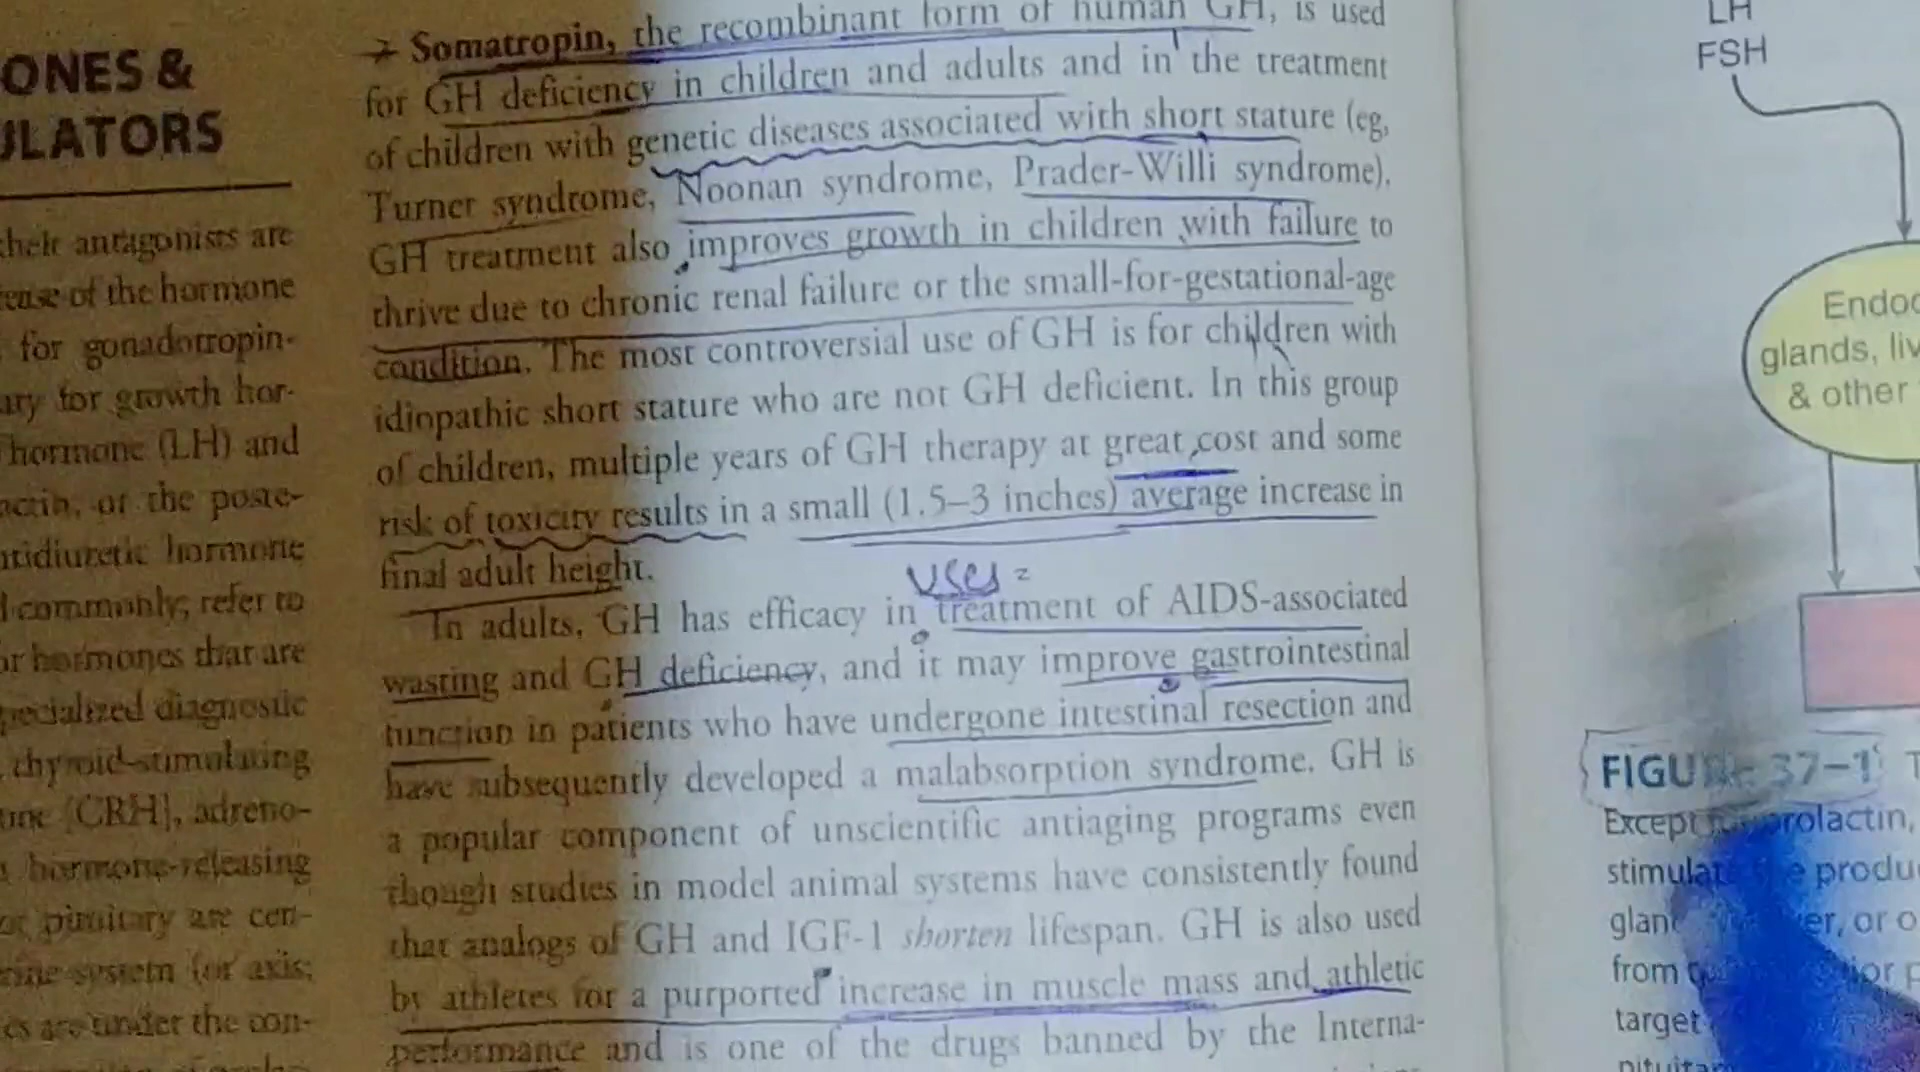 ONES &
ULATORS
their antagonists are
ease of the hormone
for gonadotropin-
ary for growth hor-
hormone (LH) and
actin, or the poste-
ntidiuretic hormone
commonly, refer to
or hormones that are
pecialized diagnostic
thyroid-stimulating
one [CRH], adreno-
hormone-releasing
or pituitary are cen-
rine system (or axis;
es are under the con-
Somatropin, the recombinant form of human GH, is used
for GH deficiency in children and adults and in the treatment
of children with genetic diseases associated with short stature (eg,
Turner syndrome, Noonan syndrome, Prader-Willi syndrome).
GH treatment also improves growth in children with failure to
thrive due to chronic renal failure or the small-for-gestational-age
condition. The most controversial use of GH is for children with
idiopathic short stature who are not GH deficient. In this group
of children, multiple years of GH therapy at great cost and some
risk of toxicity results in a small (1.5–3 inches) average increase in
final adult height.
uses =
In adults, GH has efficacy in treatment of AIDS-associated
wasting and GH deficiency, and it may improve gastrointestinal
function in patients who have undergone intestinal resection and
have subsequently developed a malabsorption syndrome. GH is
a popular component of unscientific antiaging programs even
though studies in model animal systems have consistently found
that analogs of GH and IGF-1 shorten lifespan. GH is also used
by athletes for a purported increase in muscle mass and athletic
performance and is one of the drugs banned by the Interna-
LH
FSH
Endoc
glands, liv
& other
FIGURE 37–1 T
Except prolactin,
stimulate produ
glan er, or o
from
target
pituitar